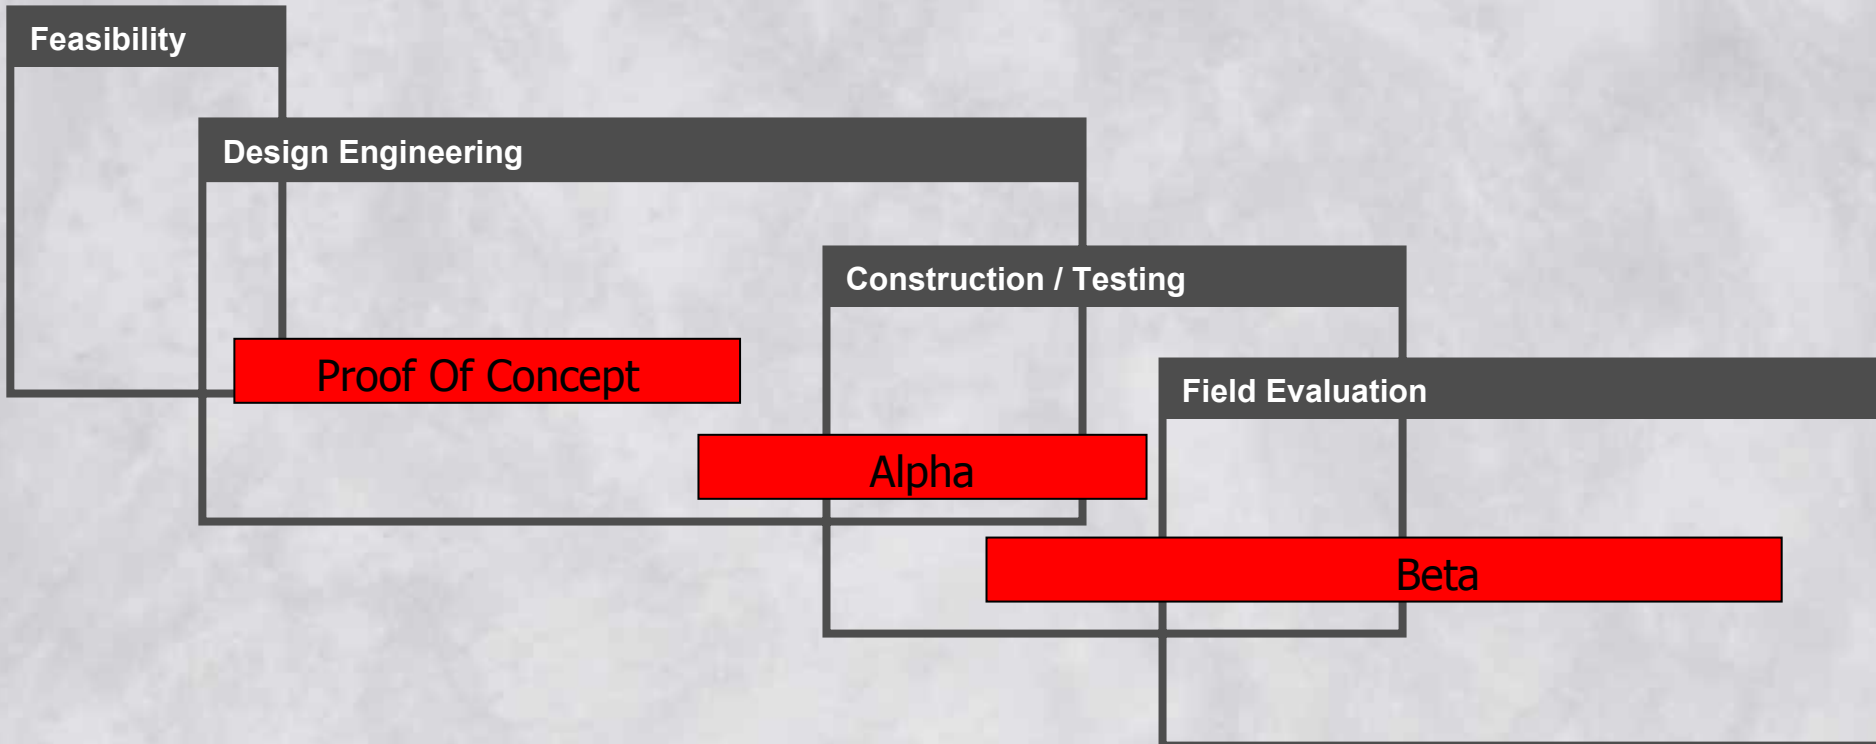 Feasibility
Design Engineering
Construction / Testing
Proof Of Concept
Field Evaluation
Alpha
Beta